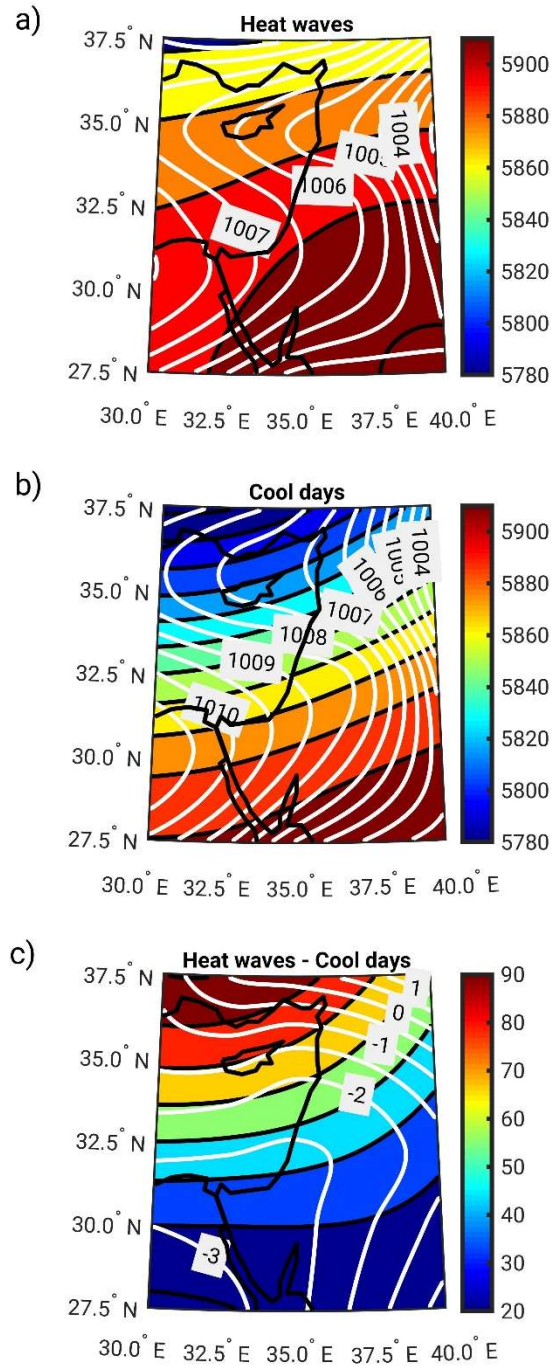 a)
Heat waves
37.5° N
35.0° N
32.5° N
30.0° N
27.5° N
30.0° E 32.5° E 35.0° E 37.5° E 40.0° E
1004
1006
1007
5900
5880
5860
5840
5820
5800
5780
b)
Cool days
37.5° N
35.0° N
32.5° N
30.0° N
27.5° N
30.0° E 32.5° E 35.0° E 37.5° E 40.0° E
1004
1005
1006
1007
1008
1009
1010
5900
5880
5860
5840
5820
5800
5780
c)
Heat waves - Cool days
37.5° N
35.0° N
32.5° N
30.0° N
27.5° N
30.0° E 32.5° E 35.0° E 37.5° E 40.0° E
1
0
-1
-2
-3
90
80
70
60
50
40
30
20